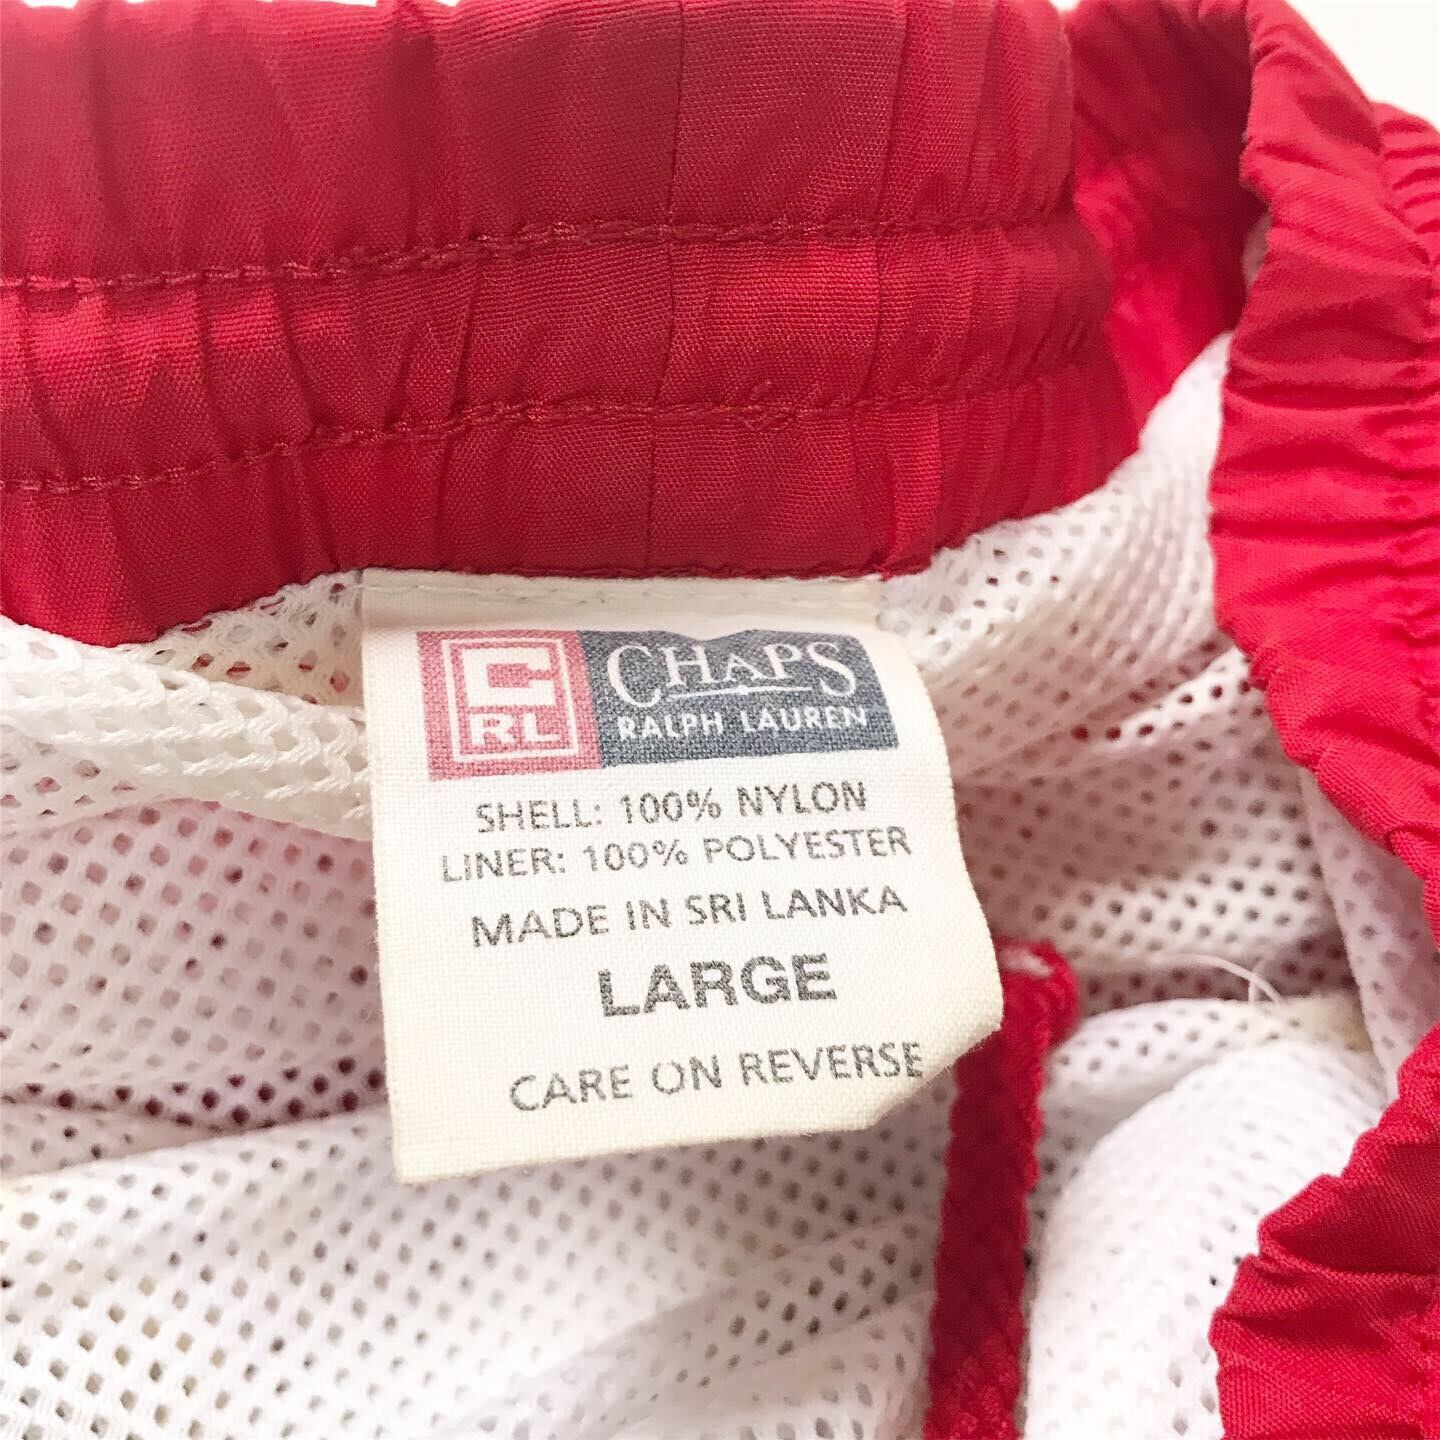 C
RL
CHAPS
RALPH LAUREN
SHELL: 100% NYLON
LINER: 100% POLYESTER
MADE IN SRI LANKA
LARGE
CARE ON REVERSE